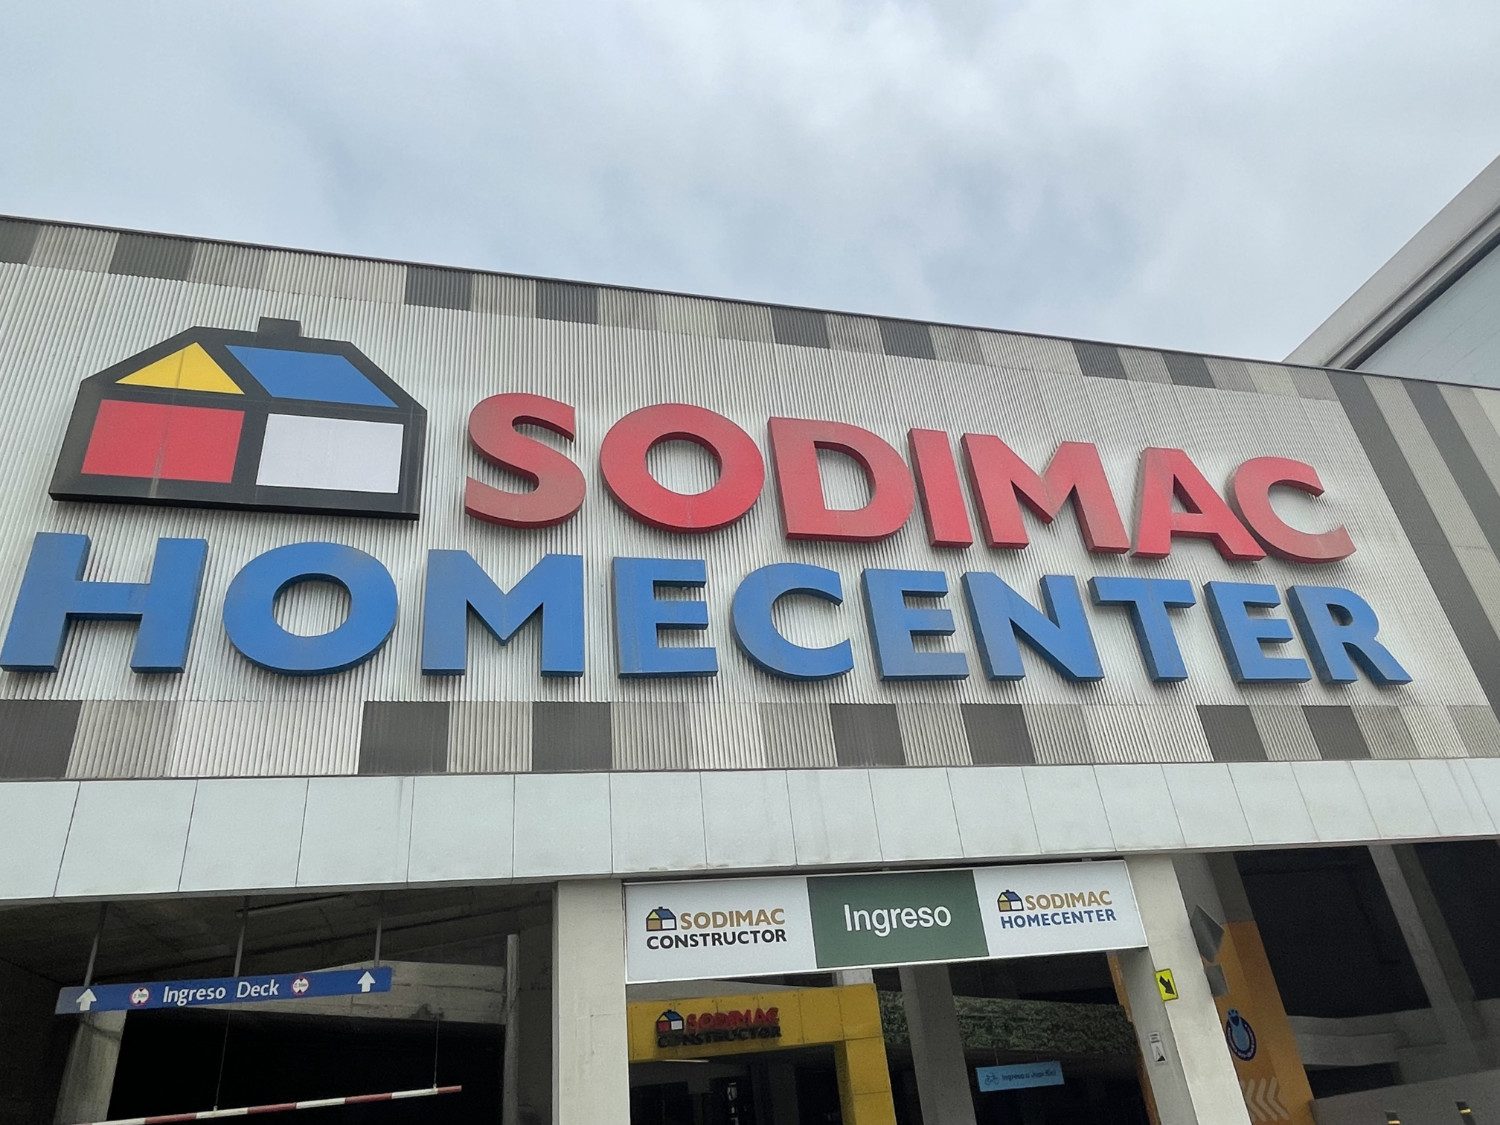 SODIMAC
HOMECENTER
SODIMAC
CONSTRUCTOR
Ingreso
SODIMAC
HOMECENTER
Ingreso Deck
SODIMAC
CONSTRUCTOR